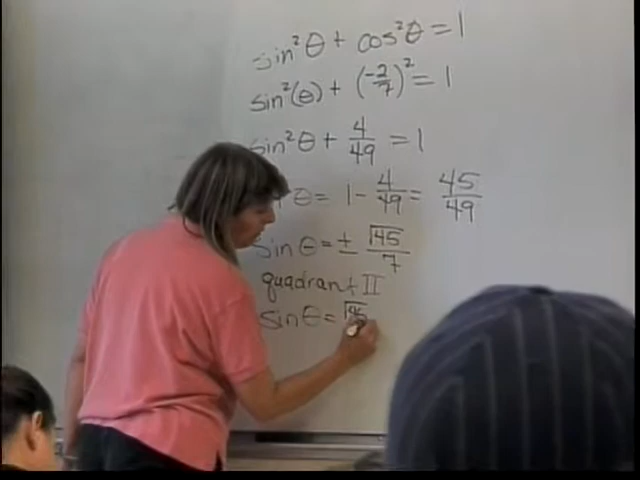 sin²θ + cos²θ = 1
sin²(θ) + (-2/7)² = 1
sin²θ + 4/49 = 1
θ = 1 - 4/49 = 45/49
sin θ = ± √45/7
quadrant II
sin θ = √45